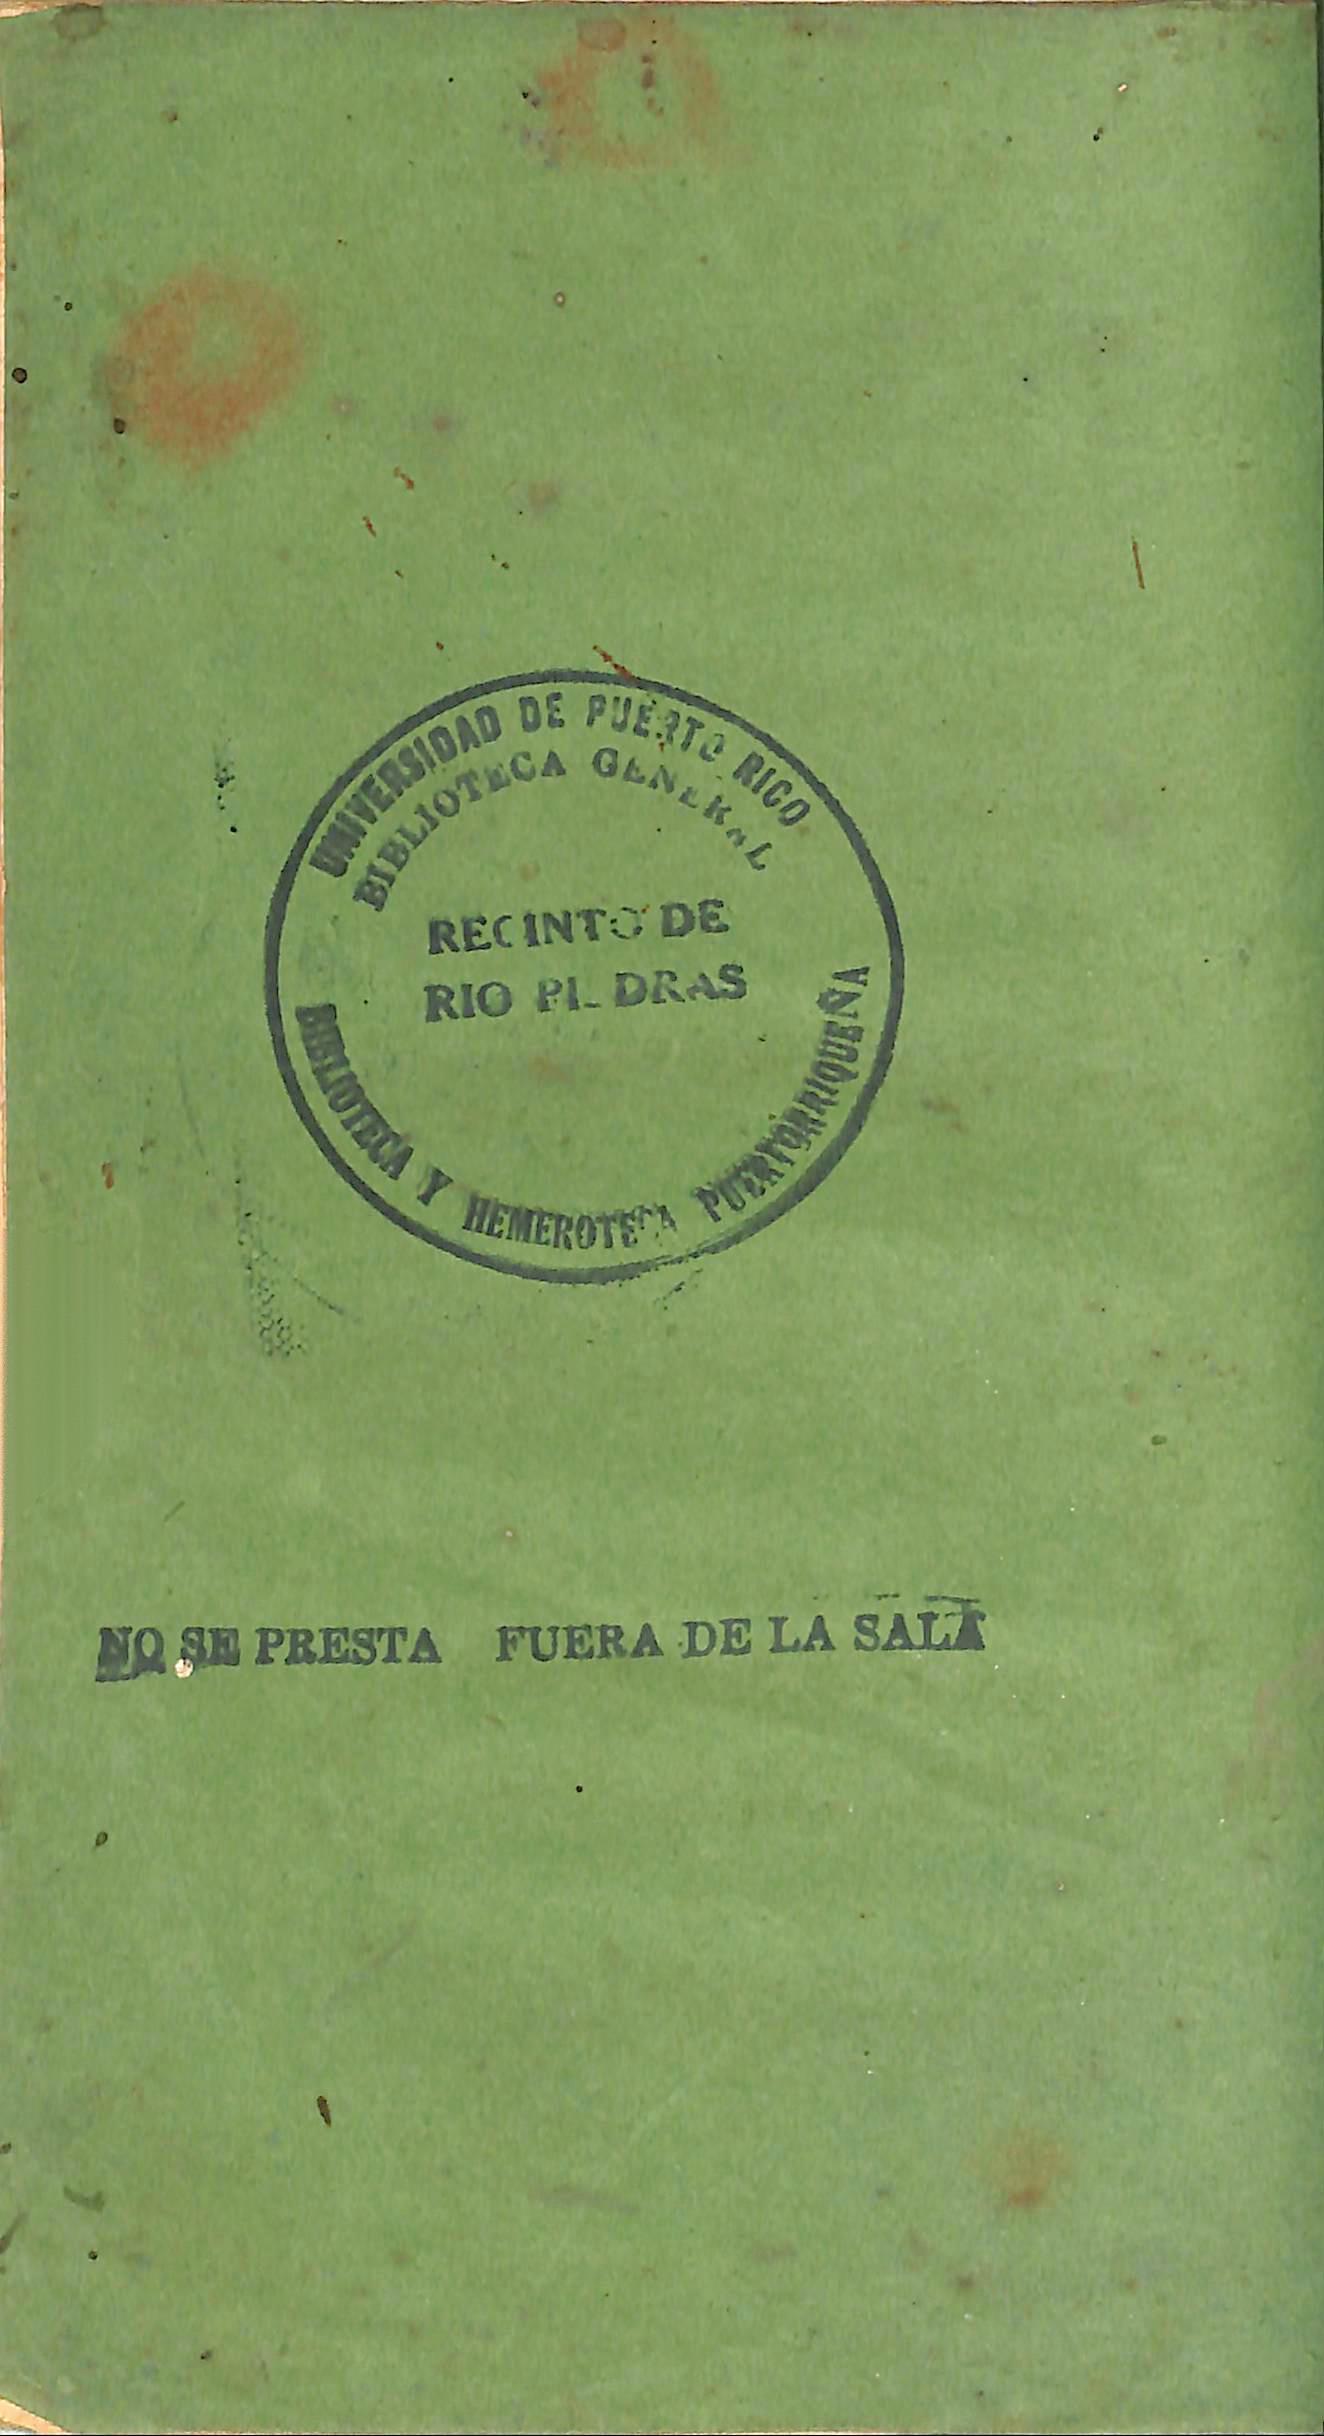 UNIVERSIDAD DE PUERTO RICO
BIBLIOTECA GENERAL
RECINTO DE
RIO PIEDRAS
BIBLIOTECA Y HEMEROTECA PUERTORRIQUEÑA
NO SE PRESTA FUERA DE LA SALA